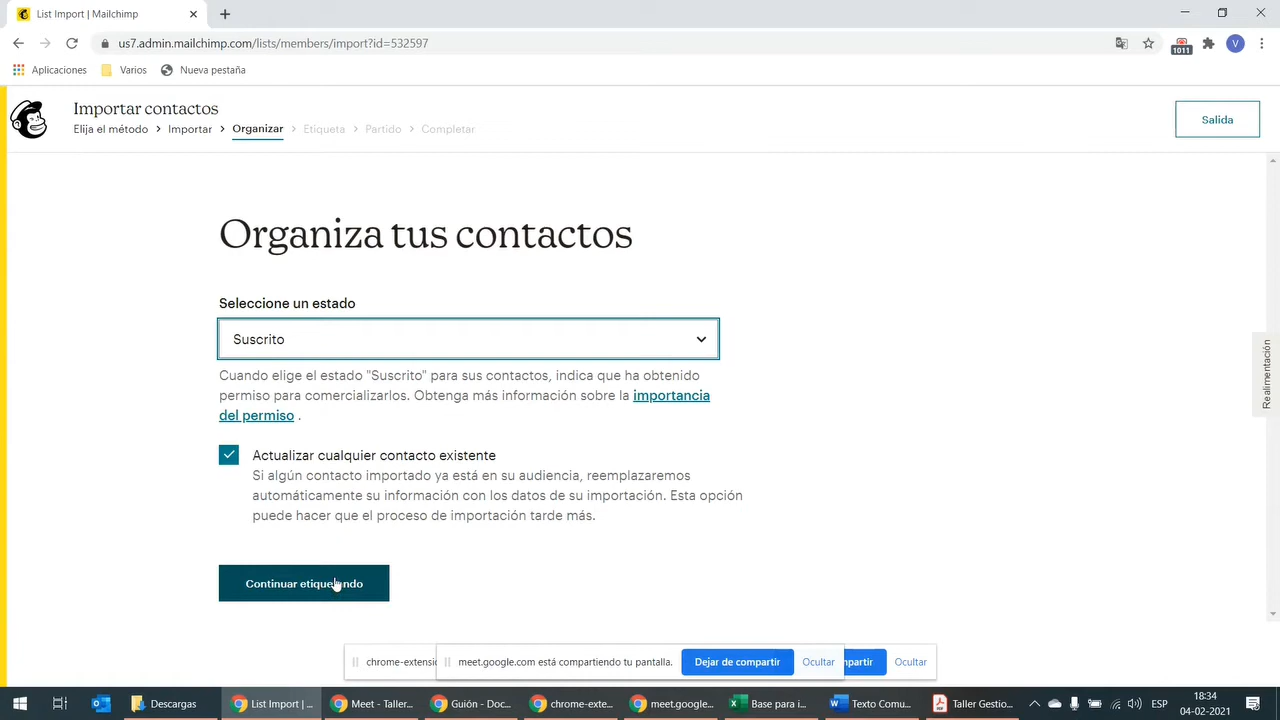 List Import | Mailchimp
us7.admin.mailchimp.com/lists/members/import?id=532597
1011
V
Aplicaciones
Varios
Nueva pestaña
Importar contactos
Elija el método > Importar > Organizar > Etiqueta > Partido > Completar
Salida
Organiza tus contactos
Seleccione un estado
Suscrito
Cuando elige el estado "Suscrito" para sus contactos, indica que ha obtenido
permiso para comercializarlos. Obtenga más información sobre la importancia
del permiso .
Actualizar cualquier contacto existente
Si algún contacto importado ya está en su audiencia, reemplazaremos
automáticamente su información con los datos de su importación. Esta opción
puede hacer que el proceso de importación tarde más.
Continuar etiquetando
Realimentación
chrome-extensio
meet.google.com está compartiendo tu pantalla.
Dejar de compartir
Ocultar
mpartir
Ocultar
Descargas
List Import | ...
Meet - Taller...
Guión - Doc...
chrome-exte...
meet.google...
Base para i...
Texto Comu...
Taller Gestio...
ESP
18:34
04-02-2021